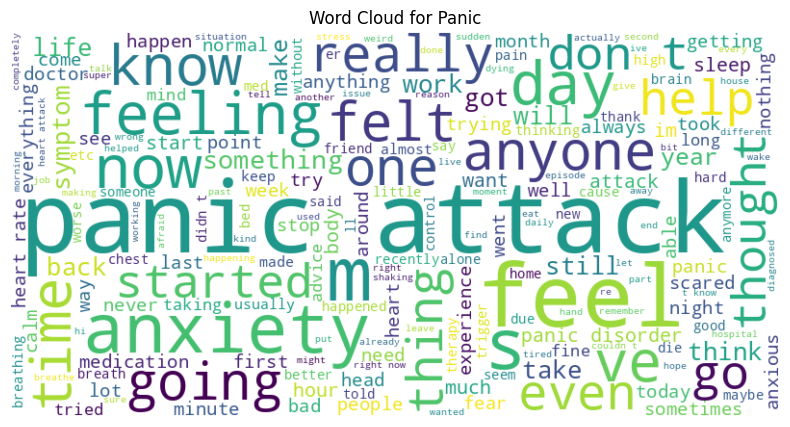 Word Cloud for Panic
completely
life
come
doctor
know
happen
situation
er
normal
stress
weird
really
done
sudden
don t
actually
ive
second
every
getting
month
pain
high
brain
sleep
house
without
make
anything
work
got
day
help
nothing
talk
super
med
tell
another
issue
reason
dying
will
give
im
thank
took
different
everything
heart attack
symptom
etc
mind
feeling
felt
trying
thinking
always
long
see
wrong
helped
start
point
friend
almost
say
anyone
year
bit
wake
morning
job
now
something
one
live
episode
moment
hard
thought
making
someone
past
keep
try
little
want
well
attack
cause
away
heart rate
worse
working
afraid
week
bed
didn t
said
used
stop
body
around
control
eat
daily
went
new
find
end
able
anymore
diagnosed
panic attack
kind
happening
advice
ll
recently
alone
right
shaking
home
let
part
t know
time
back
way
chest
last
made
started
m
happened
heart
thing
experience
still
feel
re
panic
scared
hi
calm
never
taking
usually
put
already
leave
therapy
trigger
due
hand
remember
night
good
hospital
breathing
anxiety
need
s
panic disorder
couldn t
die
think
anxious
breathe
medication
breath
first
might
right now
tired
fine
ve
hope
going
better
hour
head
told
much
seem
take
go
maybe
sure
tried
lot
minute
bad
people
wanted
fear
even
today
sometimes